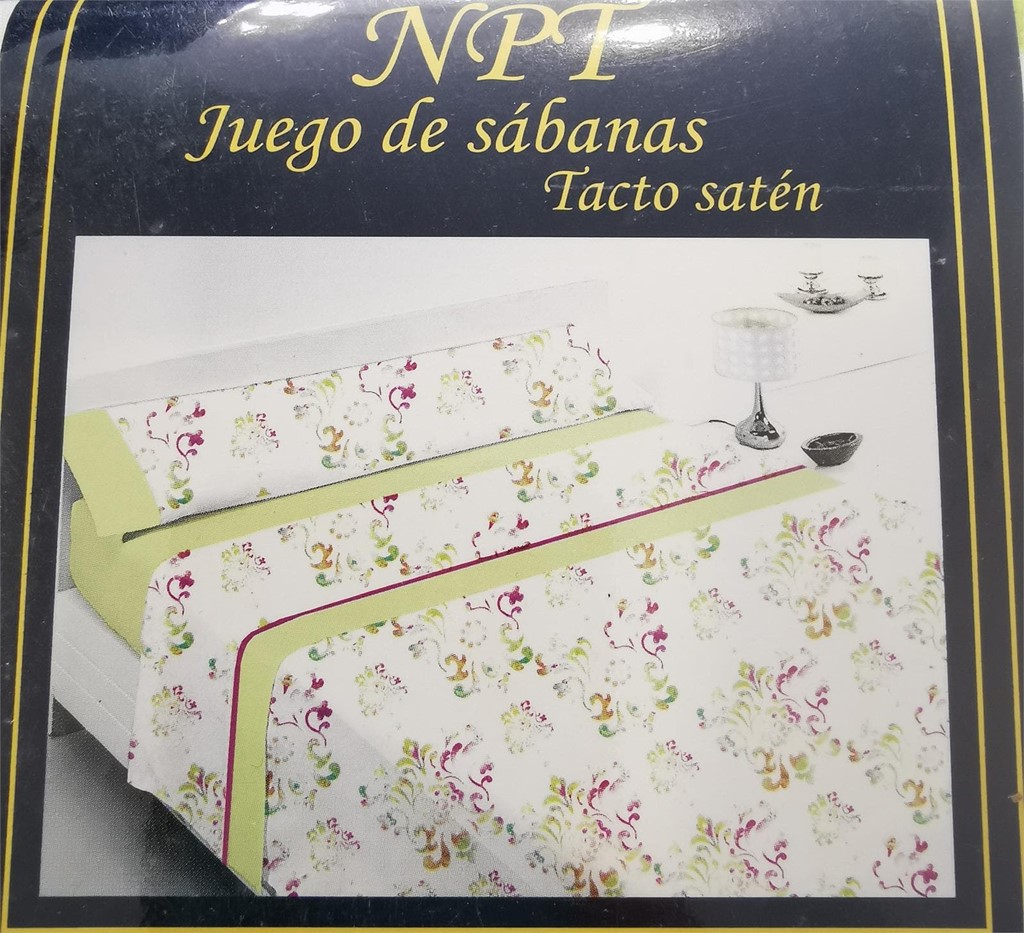 NPT
Juego de sábanas
Tacto satén